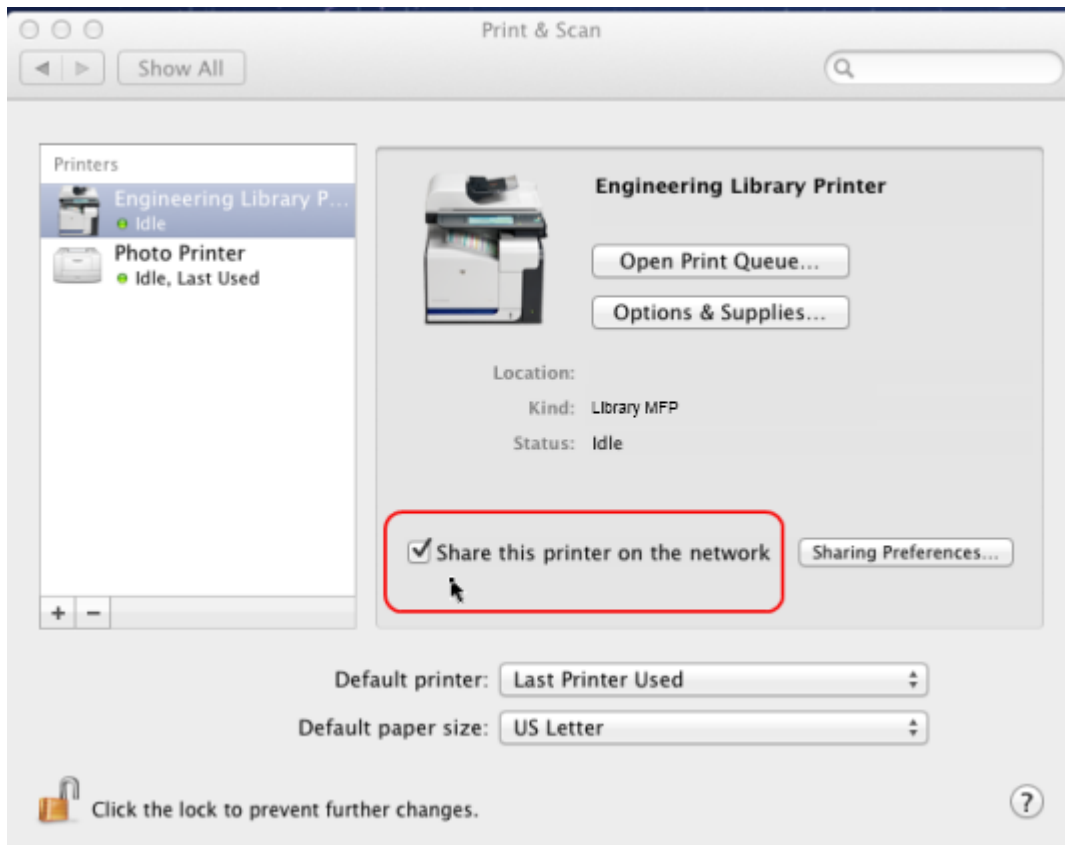 Print & Scan
Show All
Printers
Engineering Library P...
Idle
Photo Printer
Idle, Last Used
Engineering Library Printer
Open Print Queue...
Options & Supplies...
Location:
Kind: Library MFP
Status: Idle
Share this printer on the network
Sharing Preferences...
+ −
Default printer: Last Printer Used
Default paper size: US Letter
Click the lock to prevent further changes.
?